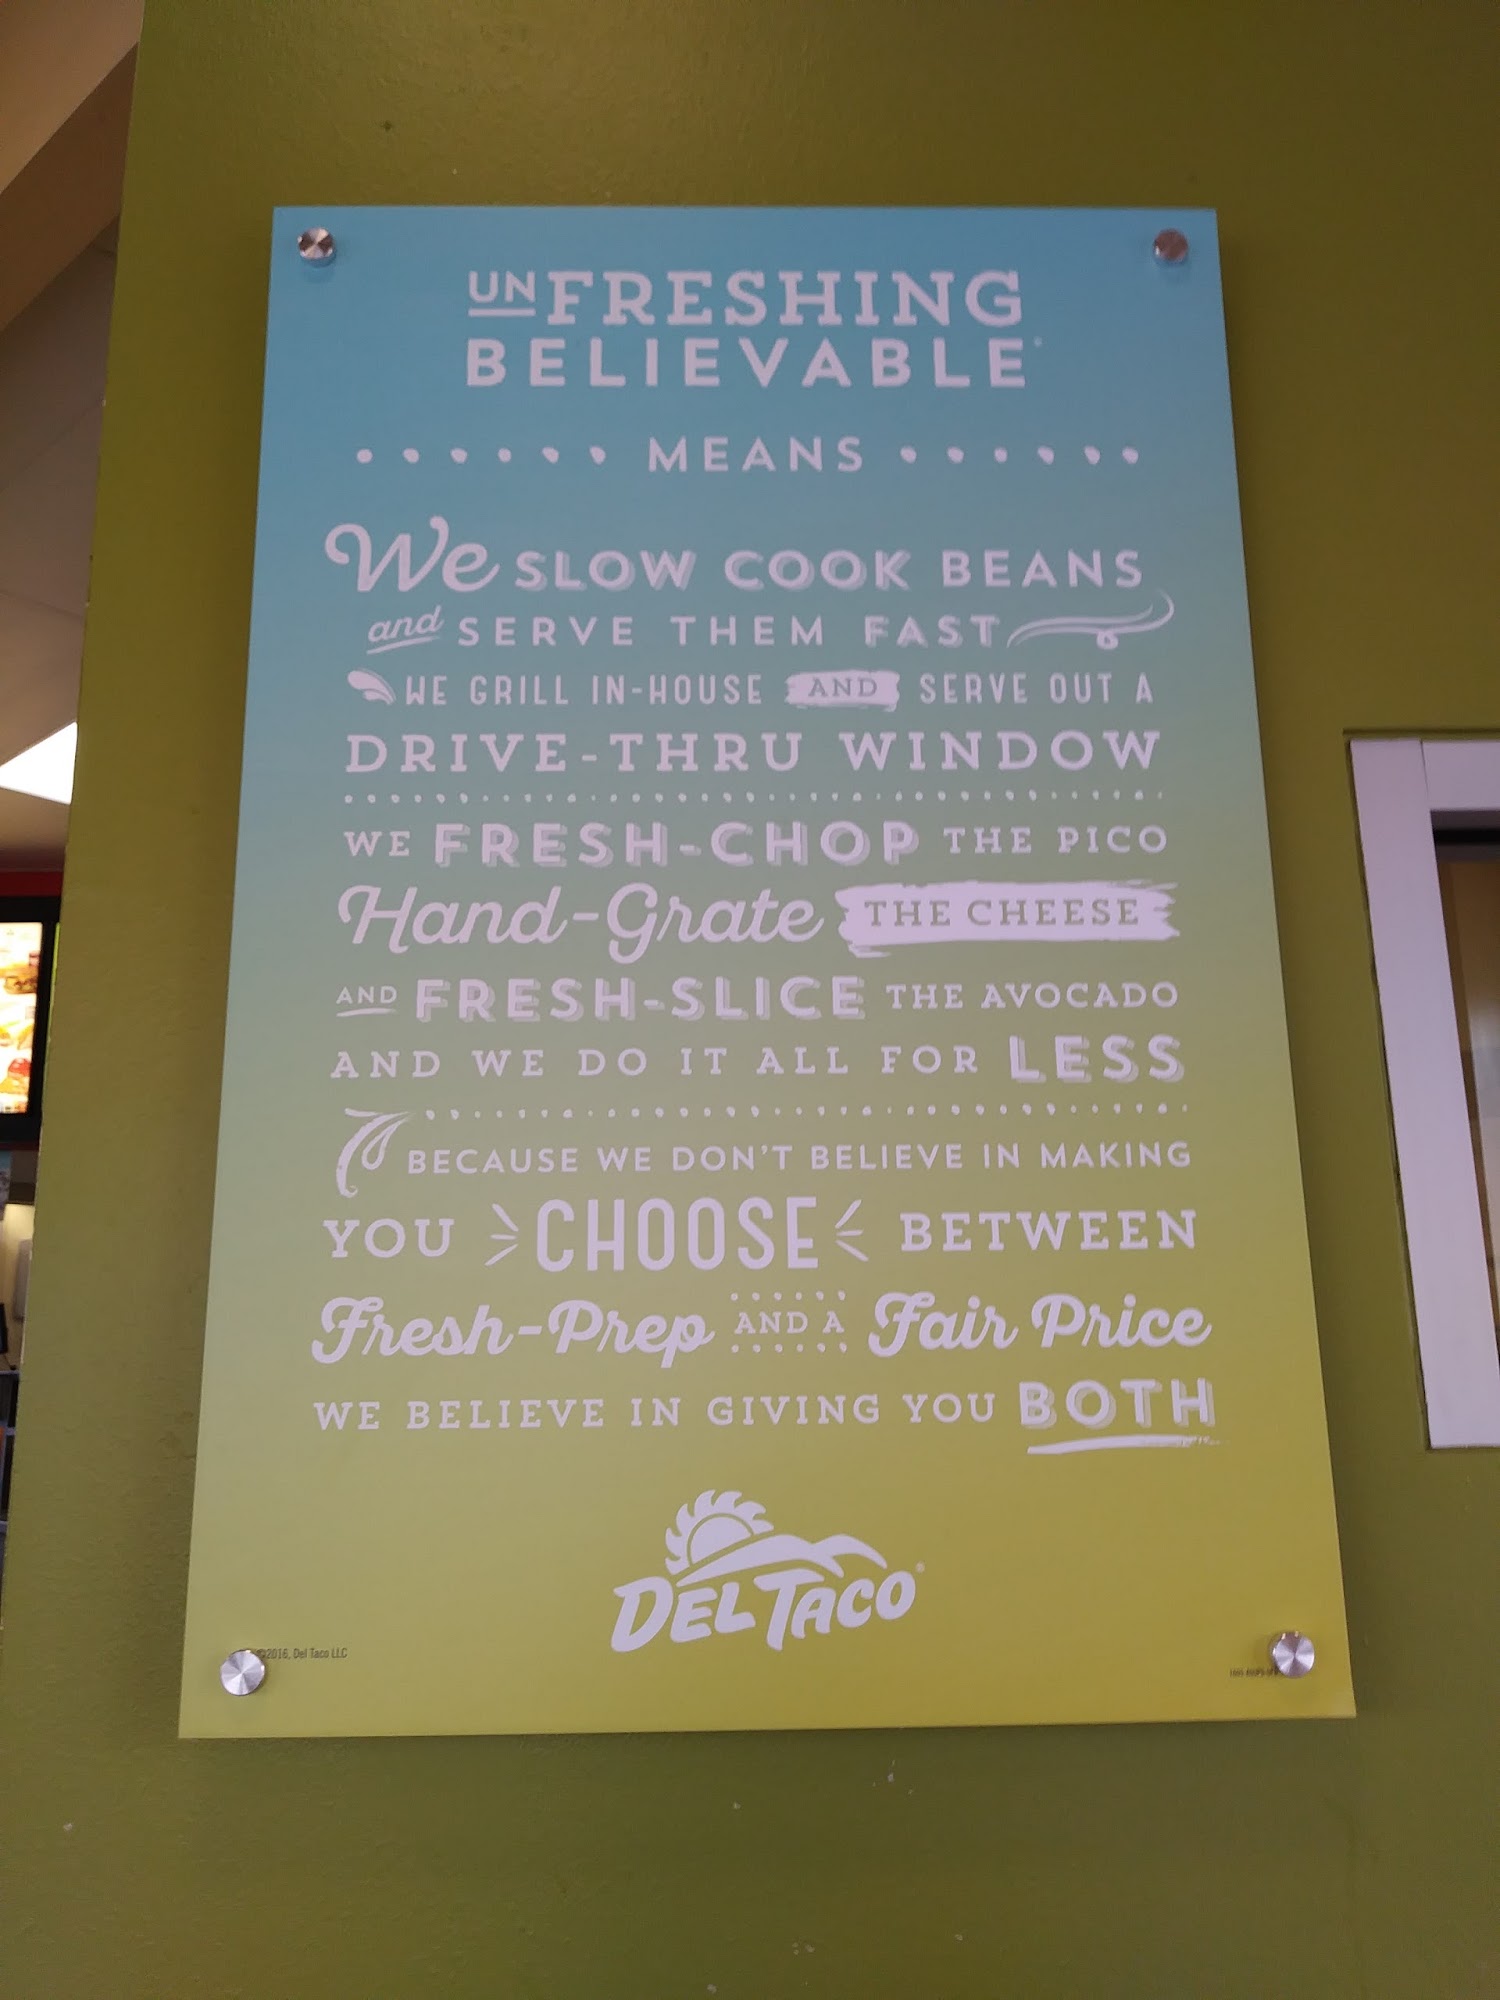 UNFRESHING
BELIEVABLE®
MEANS
We SLOW COOK BEANS
and SERVE THEM FAST
WE GRILL IN-HOUSE AND SERVE OUT A
DRIVE-THRU WINDOW
WE FRESH-CHOP THE PICO
Hand-Grate THE CHEESE
AND FRESH-SLICE THE AVOCADO
AND WE DO IT ALL FOR LESS
BECAUSE WE DON'T BELIEVE IN MAKING
YOU CHOOSE BETWEEN
Fresh-Prep AND A Fair Price
WE BELIEVE IN GIVING YOU BOTH
DEL TACO®
©2016, Del Taco LLC